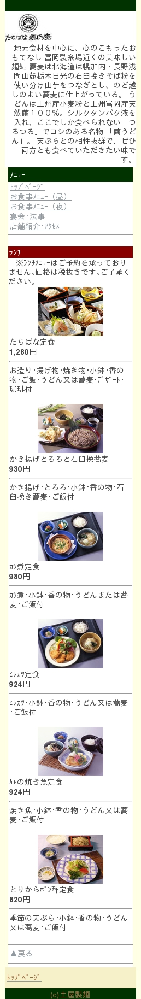 たちばな 源氏庵
地元食材を中心に、心のこもったお
もてなし 富岡製糸場近くの美味しい
麺処 蕎麦は北海道は幌加内・長野浅
間山麓栃木日光の石臼挽きそば粉を
使い分け山芋をつなぎとし、のど越
しのよい蕎麦に仕上がっている。 う
どんは上州産小麦粉と上州富岡産天
然繭１００％。シルクタンパク液を
入れ、ここでしか食べられない「つ
るつる」でコシのある名物 「繭うど
ん」。 天ぷらとの相性抜群で、ぜひ
両方とも食べていただきたい味で
す。
ﾒﾆｭｰ
ﾄｯﾌﾟﾍﾟｰｼﾞ
お食事ﾒﾆｭｰ（昼）
お食事ﾒﾆｭｰ（夜）
宴会･法事
店舗紹介･ｱｸｾｽ
ﾗﾝﾁ
※ﾗﾝﾁﾒﾆｭｰはご予約を承っており
ません｡価格は税抜きです｡ご了承く
ださい。
たちばな定食
1,280円
お造り･揚げ物･焼き物･小鉢･香の
物･ご飯･うどん又は蕎麦･ﾃﾞｻﾞｰﾄ･
珈琲付
かき揚げとろろと石臼挽蕎麦
930円
かき揚げ･とろろ･小鉢･香の物･石
臼挽き蕎麦･ご飯付
ｶﾂ煮定食
980円
ｶﾂ煮･小鉢･香の物･うどんまたは蕎
麦･ご飯付
ﾋﾚｶﾂ定食
924円
ﾋﾚｶﾂ･小鉢･香の物･うどん又は蕎麦
･ご飯付
昼の焼き魚定食
924円
焼き魚･小鉢･香の物･うどん又は蕎
麦･ご飯付
とりからﾎﾟﾝ酢定食
820円
季節の天ぷら･小鉢･香の物･うどん
又は蕎麦･ご飯付
▲戻る
ﾄｯﾌﾟﾍﾟｰｼﾞ
(c)土屋製麺